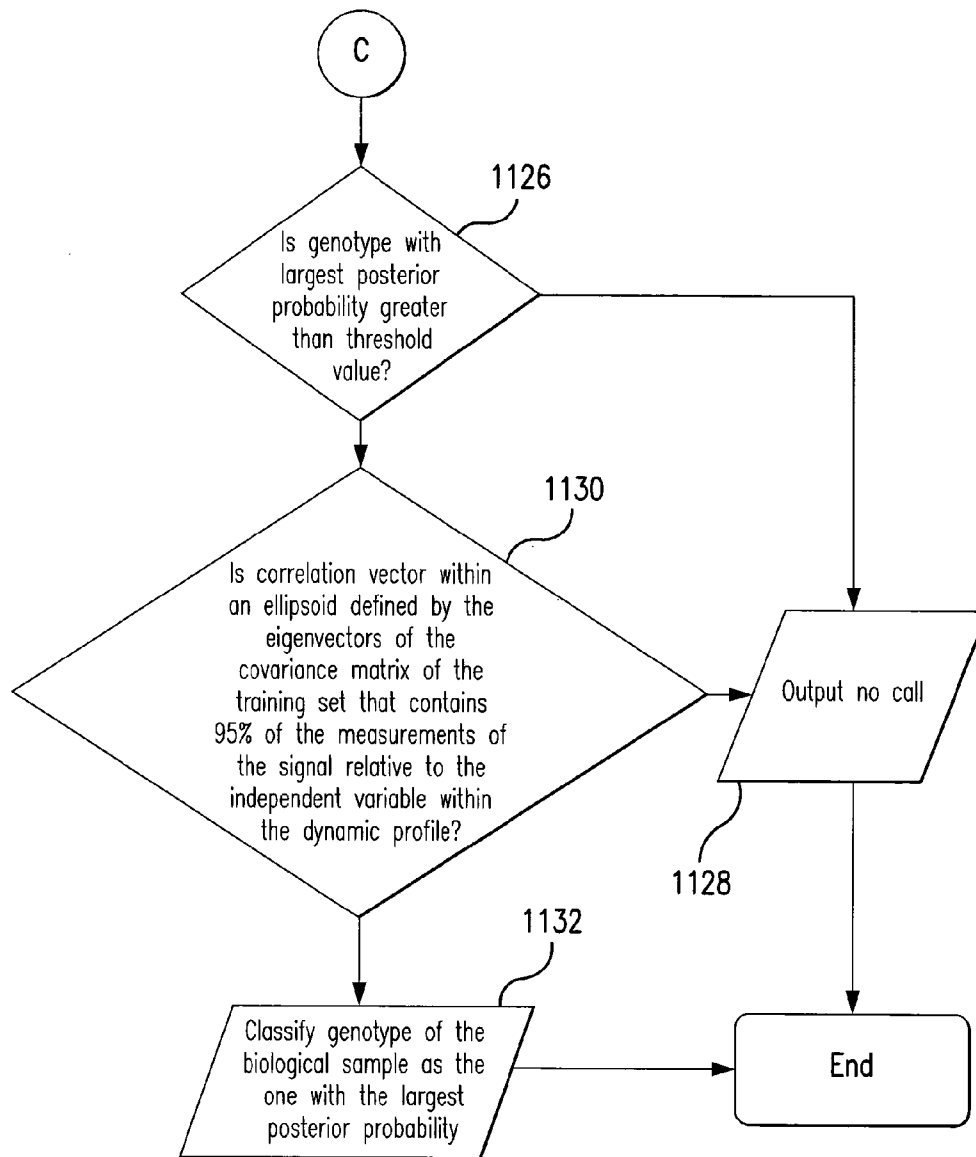 C
1126
Is genotype with
largest posterior
probability greater
than threshold
value?
1130
Is correlation vector within
an ellipsoid defined by the
eigenvectors of the
covariance matrix of the
training set that contains
95% of the measurements of
the signal relative to the
independent variable within
the dynamic profile?
Output no call
1128
1132
Classify genotype of the
biological sample as the
one with the largest
posterior probability
End